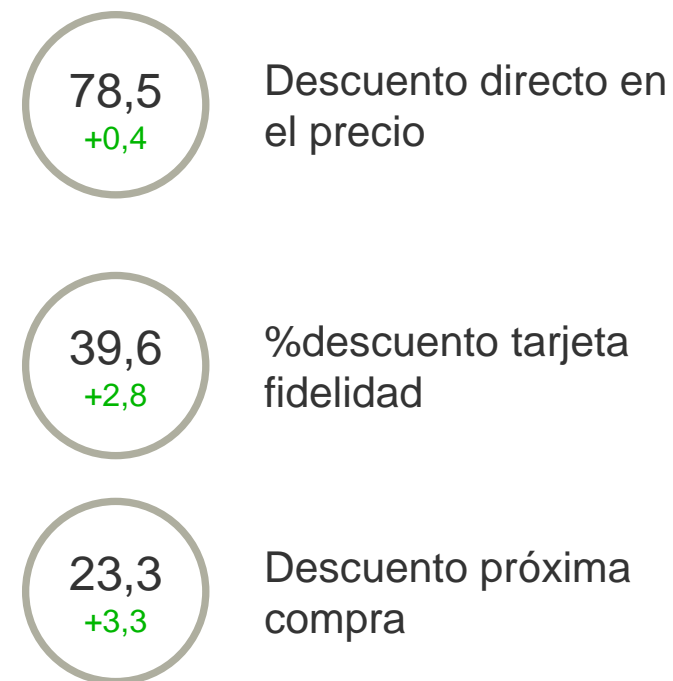 78,5
+0,4
Descuento directo en
el precio
39,6
+2,8
%descuento tarjeta
fidelidad
23,3
+3,3
Descuento próxima
compra